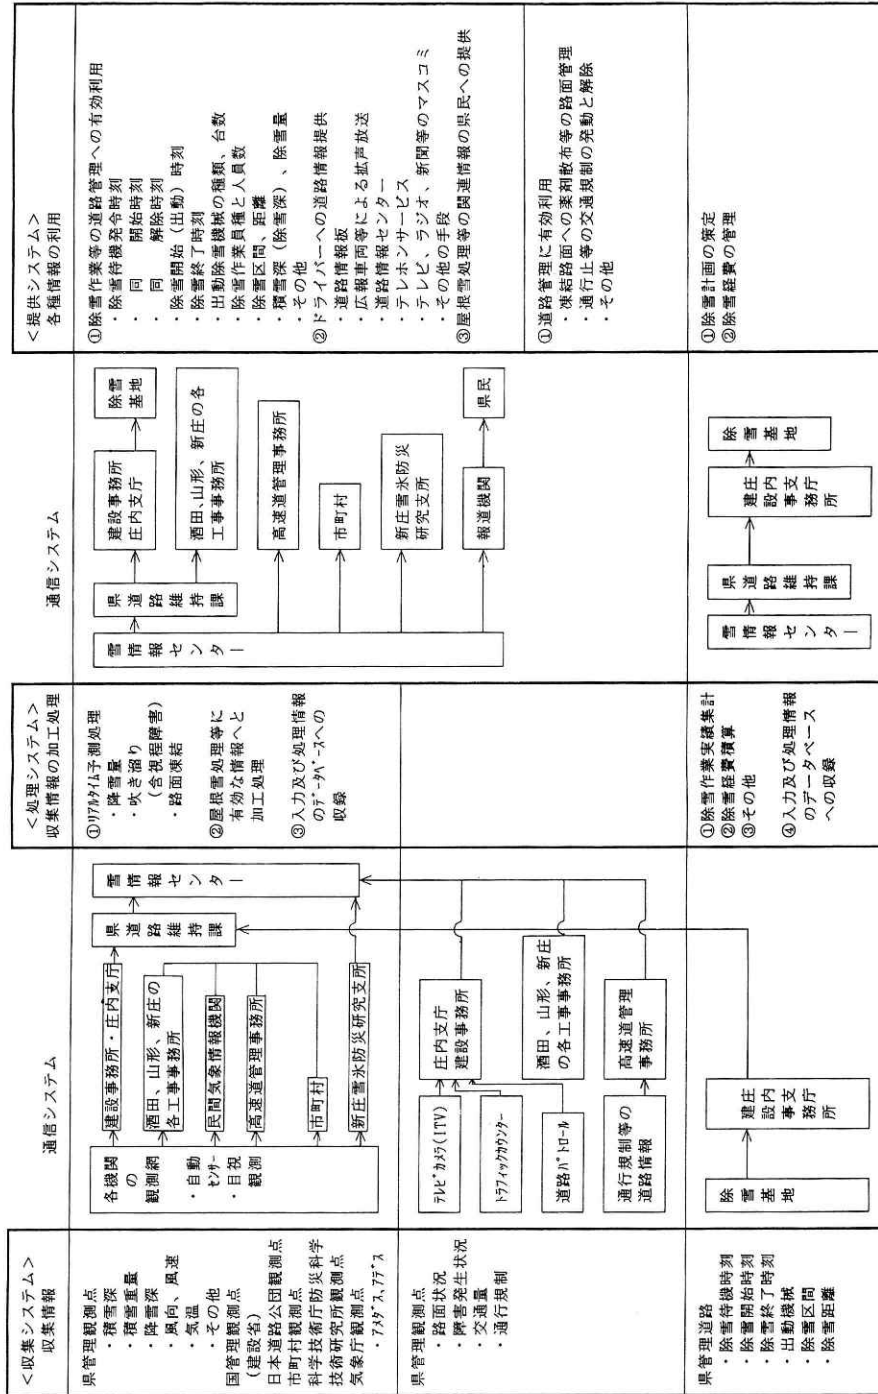 <収集システム>
収集情報
通信システム
<処理システム>
収集情報の加工処理
通信システム
<提供システム>
各種情報の利用
県管理観測点
・積雪深
・積雪重量
・降雪深
・風向、風速
・気温
・その他
国管理観測点
(建設省)
日本道路公団観測点
市町村観測点
科学技術庁防災科学
技術研究所観測点
気象庁観測点
・アメダス,アデス
各機関
の
観測網
・自動
センサー
・目視
観測
建設事務所・庄内支庁
酒田、山形、新庄の
各工事事務所
民間気象情報機関
高速道管理事務所
市町村
新庄雪氷防災研究支所
県道路維持課
雪情報センター
①リアルタイム予測処理
・降雪量
・吹き溜り
(含視程障害)
・路面凍結
②屋根雪処理等に
有効な情報へと
加工処理
③入力及び処理情報
のデータベースへの
収録
雪情報センター
県道路維持課
建設事務所
庄内支庁
除雪
基地
酒田、山形、新庄の各
工事事務所
高速道管理事務所
市町村
新庄雪氷防災
研究支所
報道機関
県民
①除雪作業等の道路管理への有効利用
・除雪待機発令時刻
・ 同 開始時刻
・ 同 解除時刻
・除雪開始(出動)時刻
・除雪終了時刻
・出動除雪機械の種類、台数
・除雪作業員種と人員数
・除雪区間、距離
・積雪深(除雪深)、除雪量
・その他
②ドライバーへの道路情報提供
・道路情報板
・広報車両等による拡声放送
・道路情報センター
・テレホンサービス
・テレビ、ラジオ、新聞等のマスコミ
・その他の手段
③屋根雪処理等の関連情報の県民への提供
県管理観測点
・路面状況
・障害発生状況
・交通量
・通行規制
テレビカメラ(ITV)
トラフィックカウンター
道路パトロール
通行規制等の
道路情報
庄内支庁
建設事務所
酒田、山形、新庄
の各工事事務所
高速道管理
事務所
①道路管理に有効利用
・凍結路面への薬剤散布等の路面管理
・通行止等の交通規制の発動と解除
・その他
県管理道路
・除雪待機時刻
・除雪開始時刻
・除雪終了時刻
・出動機械
・除雪区間
・除雪距離
除雪基地
庄内支庁
建設事務所
①除雪作業実績集計
②除雪経費積算
③その他
④入力及び処理情報
のデータベース
への収録
雪情報センター
県道路維持課
庄内支庁
建設事務所
除雪基地
①除雪計画の策定
②除雪経費の管理